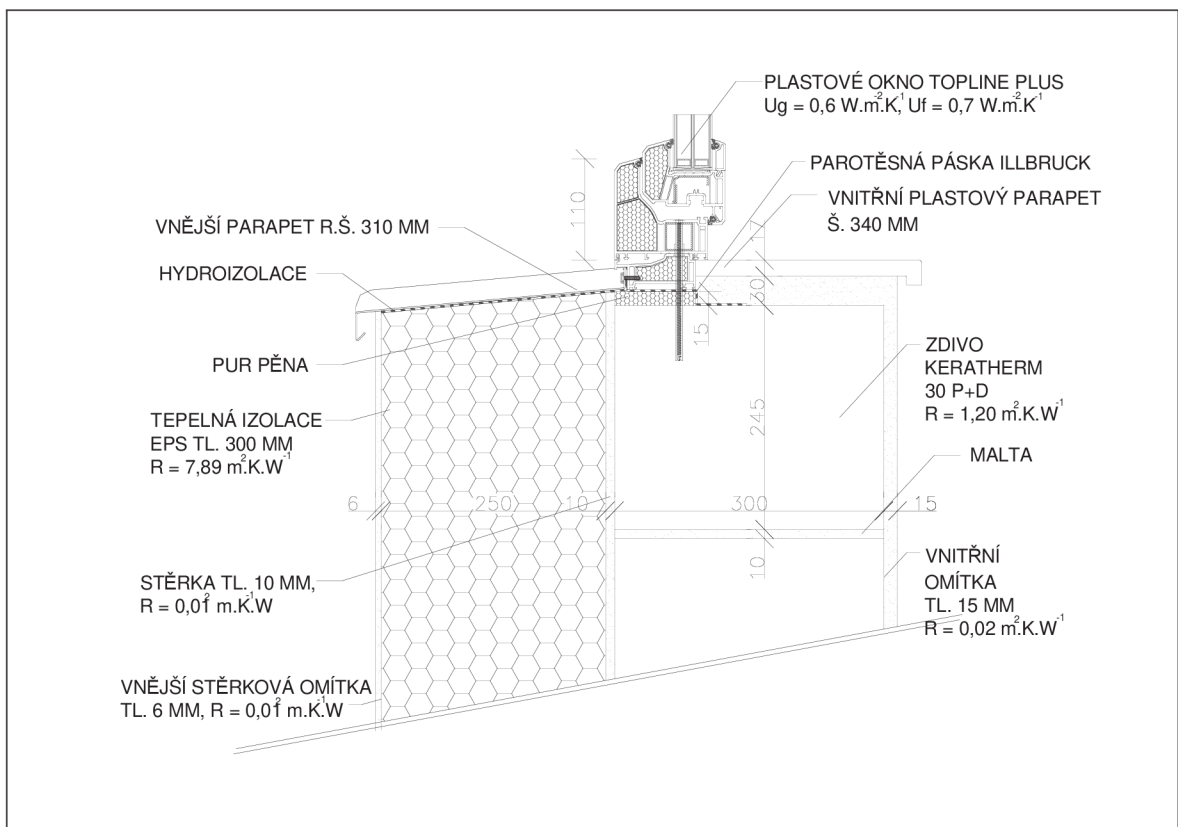 PLASTOVÉ OKNO TOPLINE PLUS
Ug = 0,6 W.m⁻².K⁻¹, Uf = 0,7 W.m⁻².K⁻¹
PAROTĚSNÁ PÁSKA ILLBRUCK
VNITŘNÍ PLASTOVÝ PARAPET
Š. 340 MM
110
VNĚJŠÍ PARAPET R.Š. 310 MM
HYDROIZOLACE
30
15
PUR PĚNA
ZDIVO
KERATHERM
30 P+D
R = 1,20 m².K.W⁻¹
TEPELNÁ IZOLACE
EPS TL. 300 MM
R = 7,89 m².K.W⁻¹
245
MALTA
6
250
10
300
15
10
STĚRKA TL. 10 MM,
R = 0,01 m².K.W⁻¹
VNITŘNÍ
OMÍTKA
TL. 15 MM
R = 0,02 m².K.W⁻¹
VNĚJŠÍ STĚRKOVÁ OMÍTKA
TL. 6 MM, R = 0,01 m².K.W⁻¹